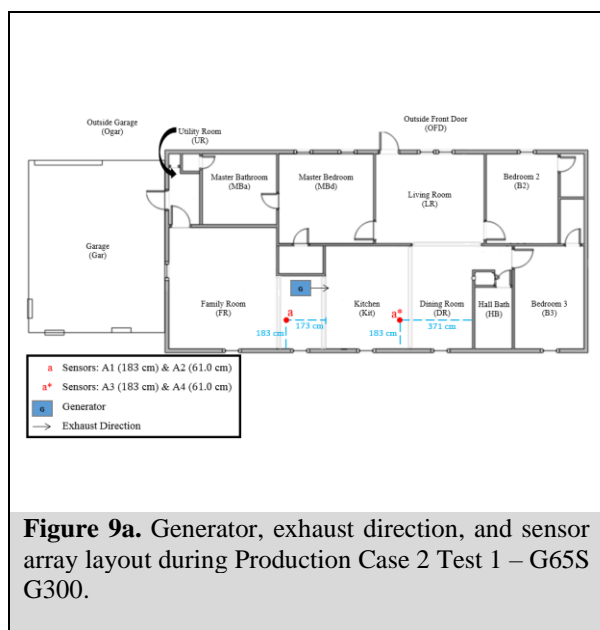 Outside Garage
(Ogar)
Outside Front Door
(OFD)
Utility Room
(UR)
Master Bathroom
(MBa)
Master Bedroom
(MBd)
Living Room
(LR)
Bedroom 2
(B2)
Garage
(Gar)
Family Room
(FR)
G
a
183 cm
173 cm
Kitchen
(Kit)
a*
183 cm
Dining Room
(DR)
371 cm
Hall Bath
(HB)
Bedroom 3
(B3)
a Sensors: A1 (183 cm) & A2 (61.0 cm)
a* Sensors: A3 (183 cm) & A4 (61.0 cm)
G Generator
Exhaust Direction
Figure 9a. Generator, exhaust direction, and sensor
array layout during Production Case 2 Test 1 – G65S
G300.